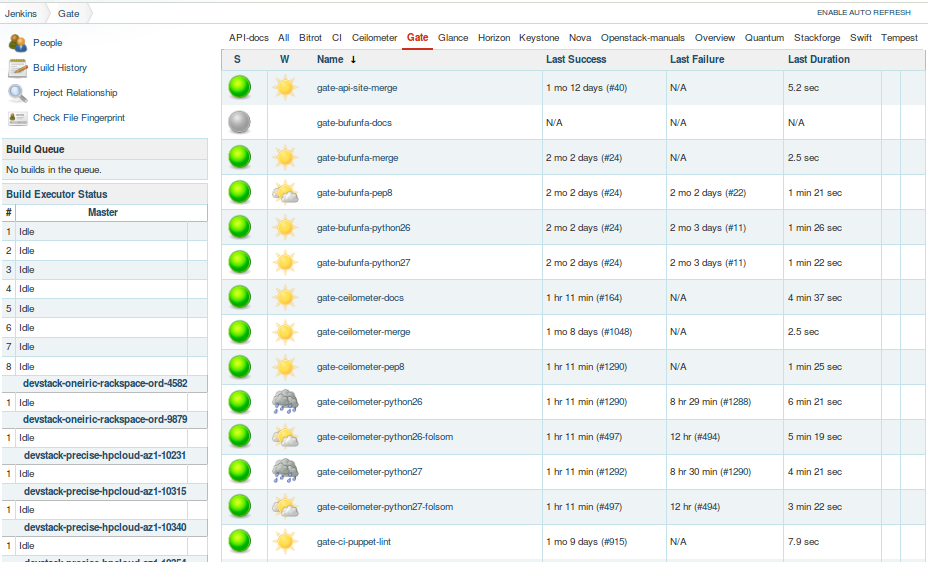 Jenkins Gate ENABLE AUTO REFRESH
People
Build History
Project Relationship
Check File Fingerprint
Build Queue
No builds in the queue.
Build Executor Status
# Master
1 Idle
2 Idle
3 Idle
4 Idle
5 Idle
6 Idle
7 Idle
8 Idle
devstack-oneiric-rackspace-ord-4582
1 Idle
devstack-oneiric-rackspace-ord-9879
1 Idle
devstack-precise-hpcloud-az1-10231
1 Idle
devstack-precise-hpcloud-az1-10315
1 Idle
devstack-precise-hpcloud-az1-10340
1 Idle
API-docs All Bitrot CI Ceilometer Gate Glance Horizon Keystone Nova Openstack-manuals Overview Quantum Stackforge Swift Tempest
S W Name ↓ Last Success Last Failure Last Duration
gate-api-site-merge 1 mo 12 days (#40) N/A 5.2 sec
gate-bufunfa-docs N/A N/A N/A
gate-bufunfa-merge 2 mo 2 days (#24) N/A 2.5 sec
gate-bufunfa-pep8 2 mo 2 days (#24) 2 mo 2 days (#22) 1 min 21 sec
gate-bufunfa-python26 2 mo 2 days (#24) 2 mo 3 days (#11) 1 min 26 sec
gate-bufunfa-python27 2 mo 2 days (#24) 2 mo 3 days (#11) 1 min 22 sec
gate-ceilometer-docs 1 hr 11 min (#164) N/A 4 min 37 sec
gate-ceilometer-merge 1 mo 8 days (#1048) N/A 2.5 sec
gate-ceilometer-pep8 1 hr 11 min (#1290) N/A 1 min 25 sec
gate-ceilometer-python26 1 hr 11 min (#1290) 8 hr 29 min (#1288) 6 min 21 sec
gate-ceilometer-python26-folsom 1 hr 11 min (#497) 12 hr (#494) 5 min 19 sec
gate-ceilometer-python27 1 hr 11 min (#1292) 8 hr 30 min (#1290) 4 min 21 sec
gate-ceilometer-python27-folsom 1 hr 11 min (#497) 12 hr (#494) 3 min 22 sec
gate-ci-puppet-lint 1 mo 9 days (#915) N/A 7.9 sec